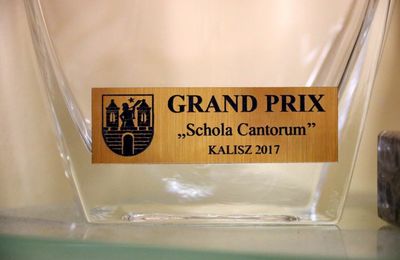 GRAND PRIX
„Schola Cantorum”
KALISZ 2017